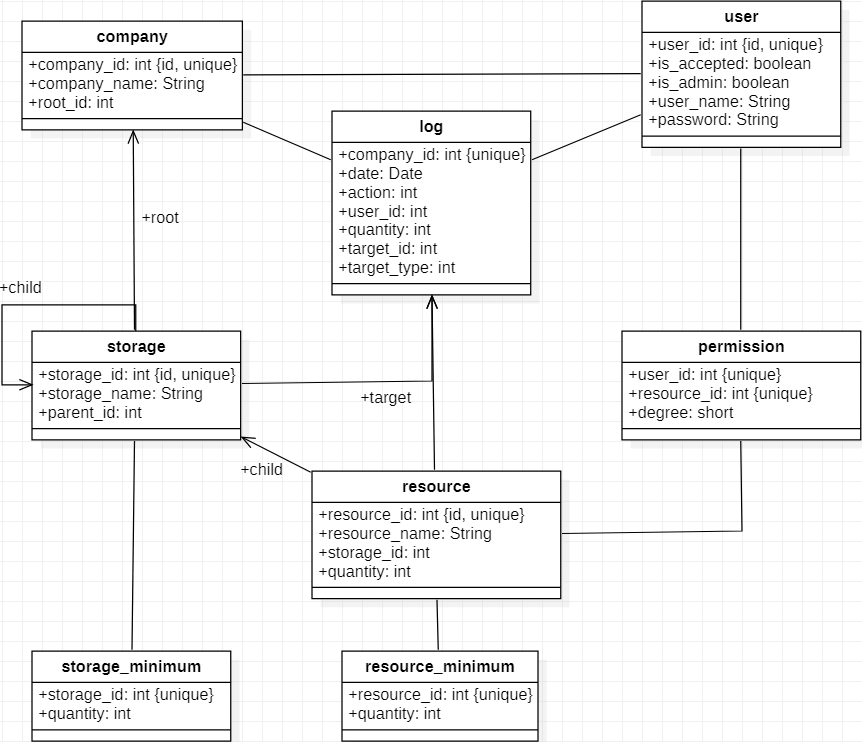 company
+company_id: int {id, unique}
+company_name: String
+root_id: int
user
+user_id: int {id, unique}
+is_accepted: boolean
+is_admin: boolean
+user_name: String
+password: String
log
+company_id: int {unique}
+date: Date
+action: int
+user_id: int
+quantity: int
+target_id: int
+target_type: int
+root
+child
storage
+storage_id: int {id, unique}
+storage_name: String
+parent_id: int
+target
permission
+user_id: int {unique}
+resource_id: int {unique}
+degree: short
+child
resource
+resource_id: int {id, unique}
+resource_name: String
+storage_id: int
+quantity: int
storage_minimum
+storage_id: int {unique}
+quantity: int
resource_minimum
+resource_id: int {unique}
+quantity: int